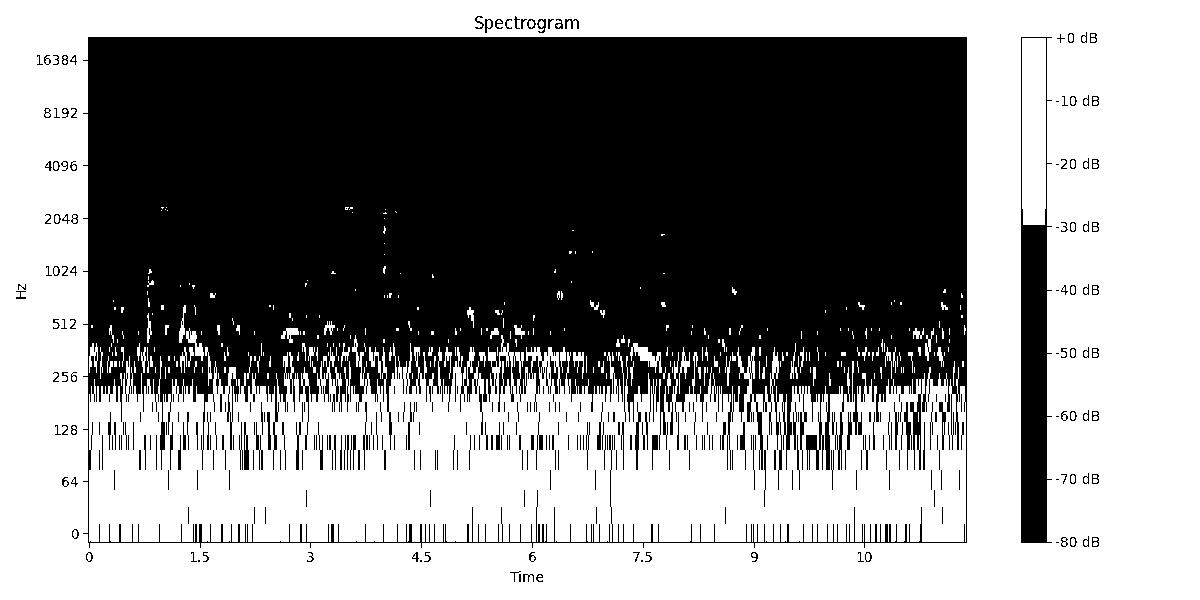 Spectrogram
16384
8192
4096
2048
1024
512
256
128
64
0
Hz
0 1.5 3 4.5 6 7.5 9 10
Time
+0 dB
-10 dB
-20 dB
-30 dB
-40 dB
-50 dB
-60 dB
-70 dB
-80 dB